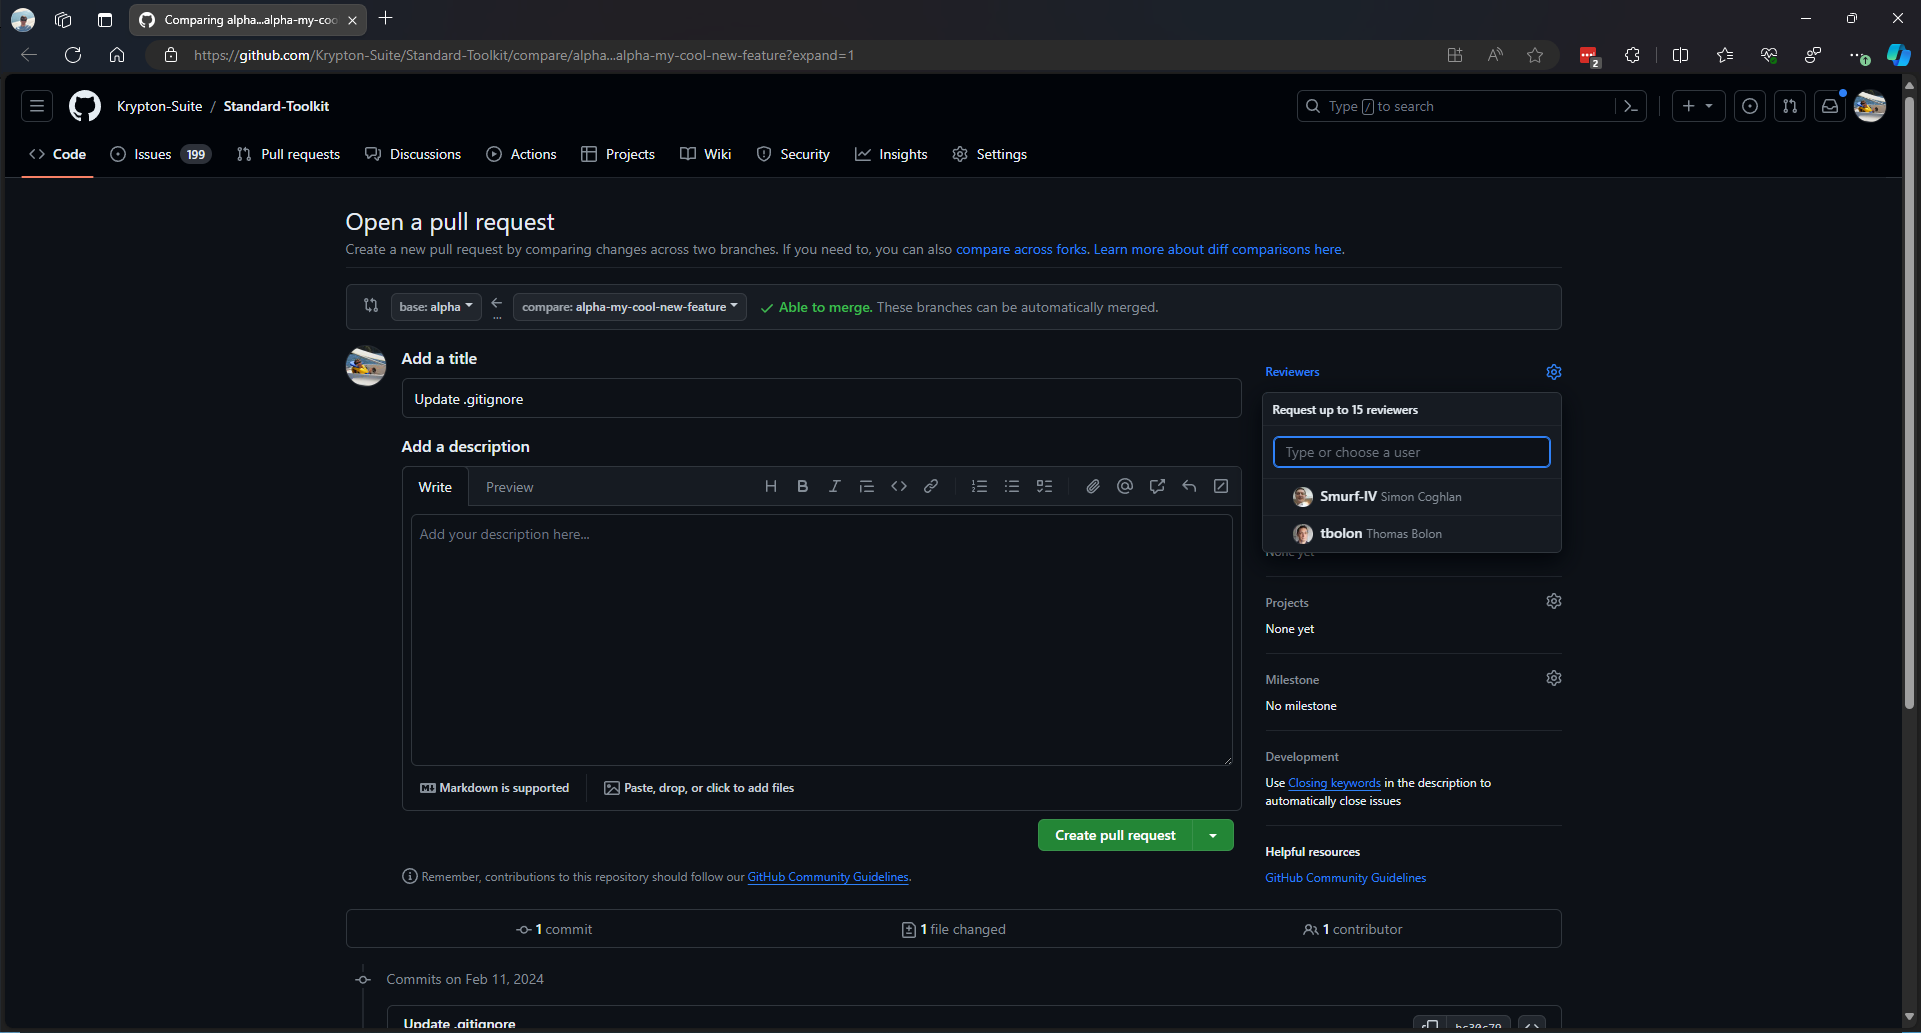 Comparing alpha...alpha-my-coo
https://github.com/Krypton-Suite/Standard-Toolkit/compare/alpha...alpha-my-cool-new-feature?expand=1
2
Krypton-Suite / Standard-Toolkit
Type / to search
Code
Issues 199
Pull requests
Discussions
Actions
Projects
Wiki
Security
Insights
Settings
Open a pull request
Create a new pull request by comparing changes across two branches. If you need to, you can also compare across forks. Learn more about diff comparisons here.
base: alpha
...
compare: alpha-my-cool-new-feature
Able to merge. These branches can be automatically merged.
Add a title
Update .gitignore
Add a description
Write
Preview
Add your description here...
Markdown is supported
Paste, drop, or click to add files
Create pull request
Remember, contributions to this repository should follow our GitHub Community Guidelines.
Reviewers
Request up to 15 reviewers
Type or choose a user
Smurf-IV Simon Coghlan
tbolon Thomas Bolon
None yet
Projects
None yet
Milestone
No milestone
Development
Use Closing keywords in the description to
automatically close issues
Helpful resources
GitHub Community Guidelines
1 commit
1 file changed
1 contributor
Commits on Feb 11, 2024
Update .gitignore